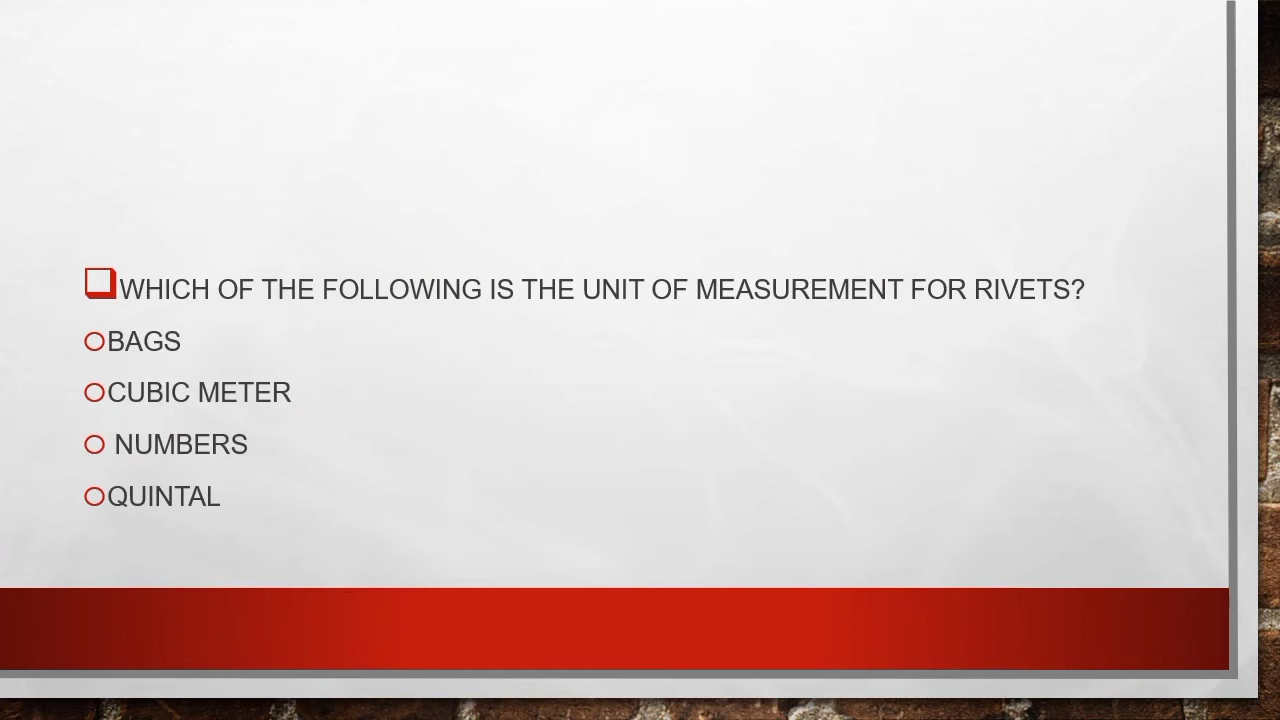 WHICH OF THE FOLLOWING IS THE UNIT OF MEASUREMENT FOR RIVETS?
BAGS
CUBIC METER
NUMBERS
QUINTAL